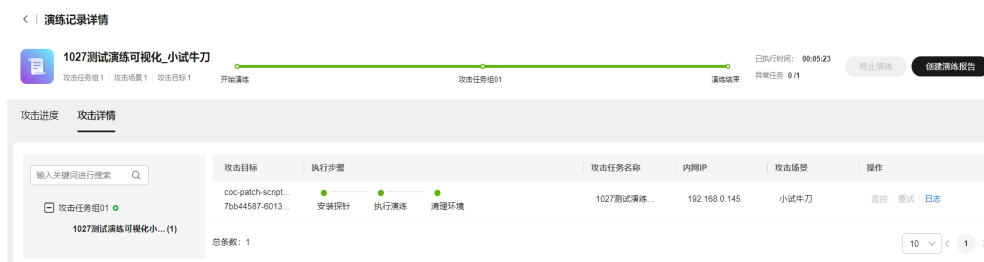 演练记录详情
1027测试演练可视化_小试牛刀
攻击任务组1 攻击场景1 攻击目标1
开始演练 攻击任务组01 演练结束
已执行时间: 00:05:23
异常任务 0 /1
终止演练 创建演练报告
攻击进度 攻击详情
输入关键词进行搜索
攻击任务组01
1027测试演练可视化小... (1)
攻击目标 执行步骤 攻击任务名称 内网IP 攻击场景 操作
coc-patch-script...
7bb44587-6013...
安装探针 执行演练 清理环境
1027测试演练... 192.168.0.145 小试牛刀 监控 重试 日志
总条数: 1
10 1